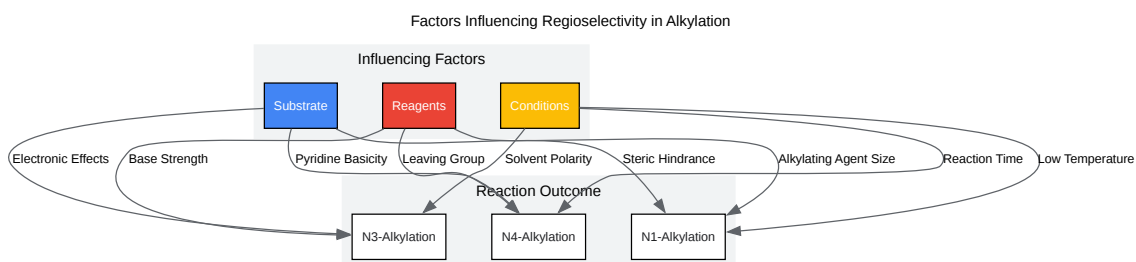 Factors Influencing Regioselectivity in Alkylation
Influencing Factors
Substrate
Reagents
Conditions
Electronic Effects
Base Strength
Pyridine Basicity
Leaving Group
Solvent Polarity
Steric Hindrance
Alkylating Agent Size
Reaction Time
Low Temperature
Reaction Outcome
N3-Alkylation
N4-Alkylation
N1-Alkylation